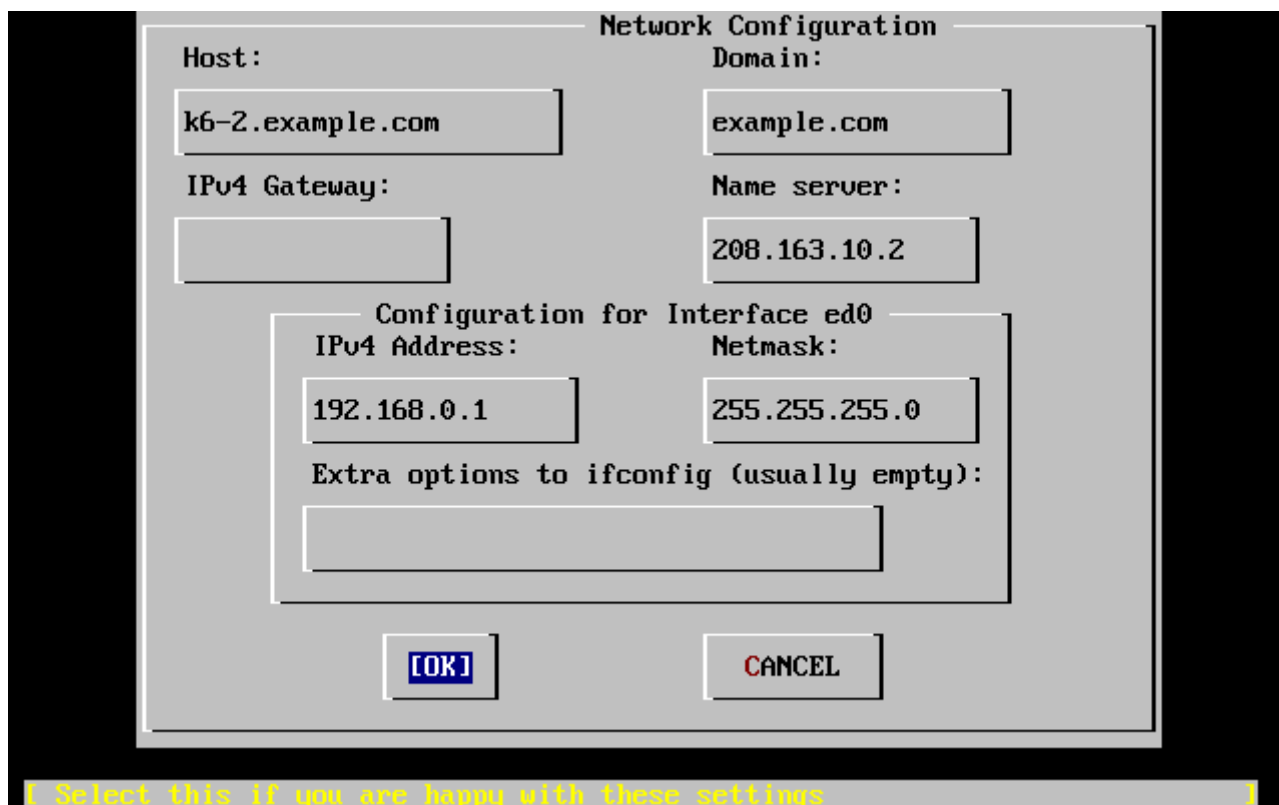 Network Configuration
Host: Domain:
k6-2.example.com example.com
IPv4 Gateway: Name server:
208.163.10.2
Configuration for Interface ed0
IPv4 Address: Netmask:
192.168.0.1 255.255.255.0
Extra options to ifconfig (usually empty):
[OK] CANCEL
[ Select this if you are happy with these settings ]